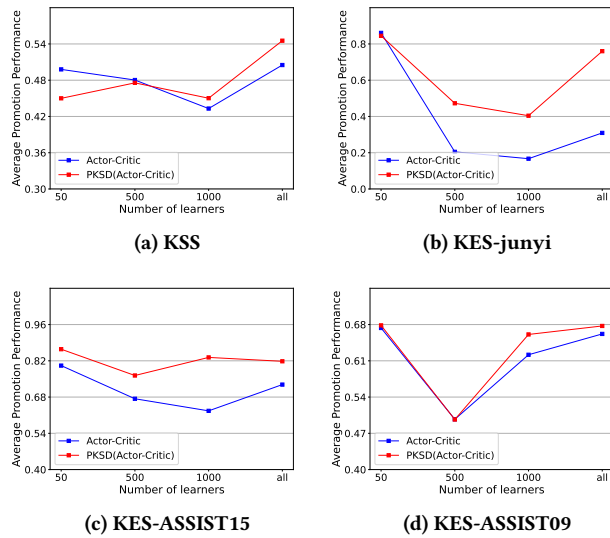 Average Promotion Performance
0.54
0.48
0.42
0.36
0.30
Actor-Critic
PKSD(Actor-Critic)
50 500 1000 all
Number of learners
(a) KSS
Average Promotion Performance
0.8
0.6
0.4
0.2
0.0
Actor-Critic
PKSD(Actor-Critic)
50 500 1000 all
Number of learners
(b) KES-junyi
Average Promotion Performance
0.96
0.82
0.68
0.54
0.40
Actor-Critic
PKSD(Actor-Critic)
50 500 1000 all
Number of learners
(c) KES-ASSIST15
Average Promotion Performance
0.68
0.61
0.54
0.47
0.40
Actor-Critic
PKSD(Actor-Critic)
50 500 1000 all
Number of learners
(d) KES-ASSIST09